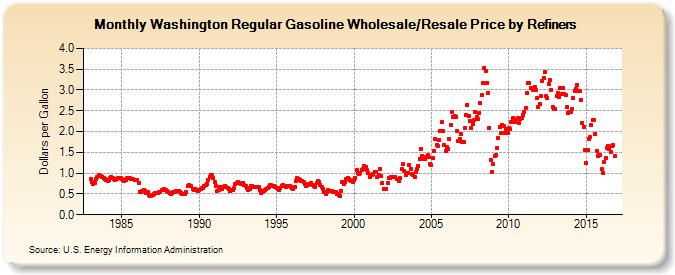 Monthly Washington Regular Gasoline Wholesale/Resale Price by Refiners
Dollars per Gallon
4.0
3.5
3.0
2.5
2.0
1.5
1.0
0.5
0.0
1985 1990 1995 2000 2005 2010 2015
Source: U.S. Energy Information Administration